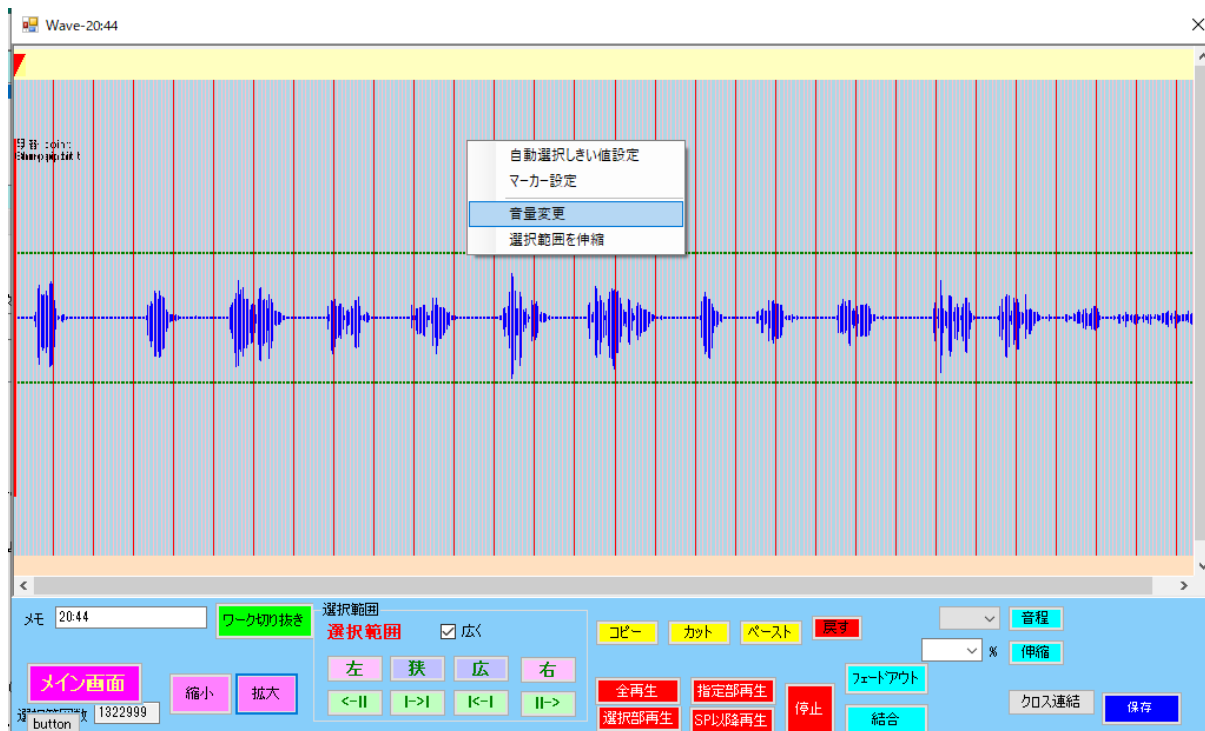 Wave-20:44
自動選択しきい値設定
マーカー設定
音量変更
選択範囲を伸縮
メモ 20:44 ワーク切り抜き
選択範囲
選択範囲 広く
コピー カット ペースト 戻す 音程
左 狭 広 右 % 伸縮
メイン画面 縮小 拡大
<-II I->I I<-I II->
全再生 指定部再生 停止 フェードアウト
1322999 クロス連結 保存
button
選択部再生 SP以降再生 結合